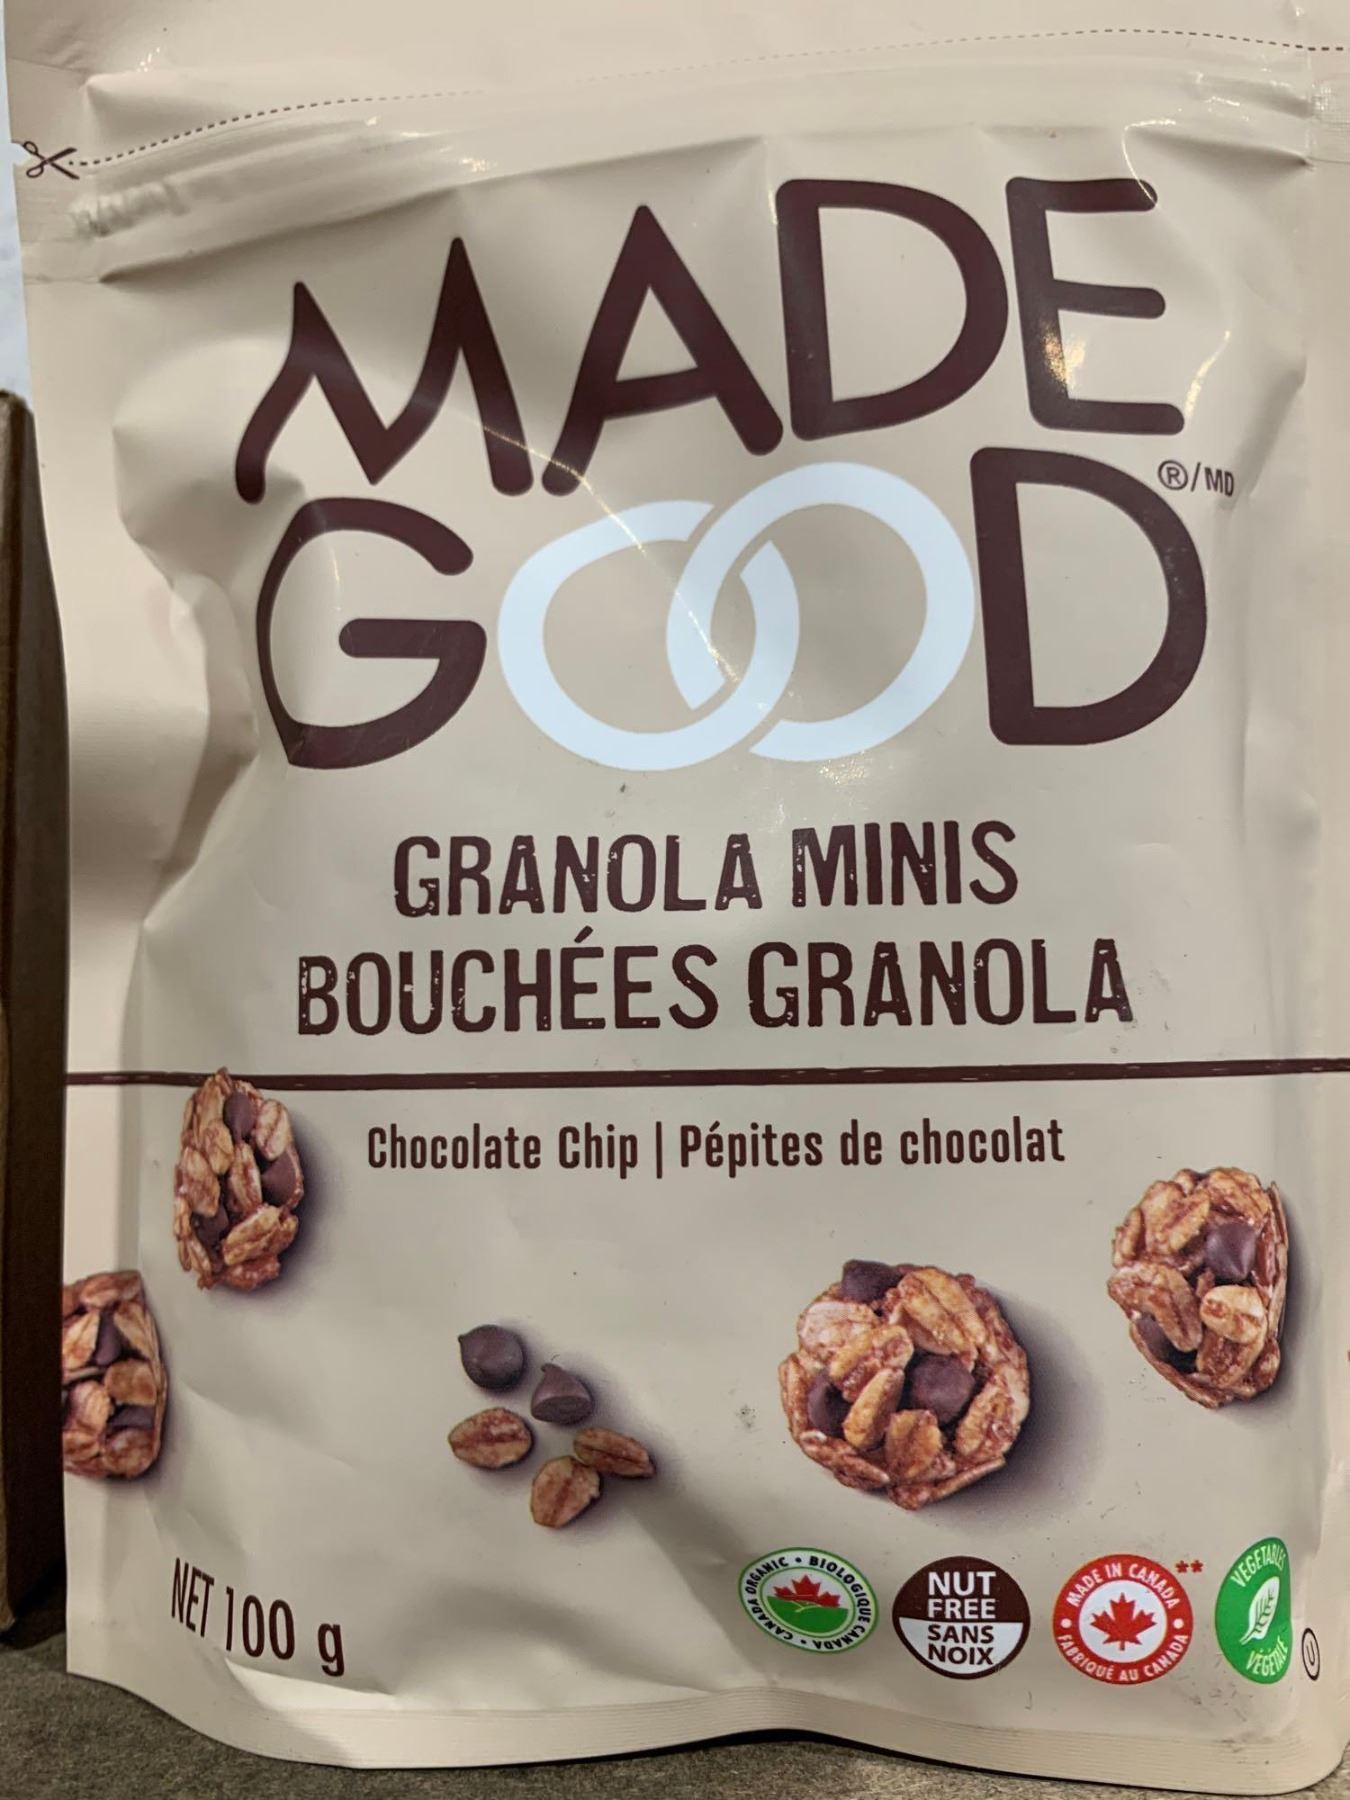 MADE
GOOD
®/MD
GRANOLA MINIS
BOUCHÉES GRANOLA
Chocolate Chip | Pépites de chocolat
NET 100 g
CANADA ORGANIC • BIOLOGIQUE CANADA •
NUT
FREE
SANS
NOIX
MADE IN CANADA
• FABRIQUÉ AU CANADA •
**
VEGETABLES
U